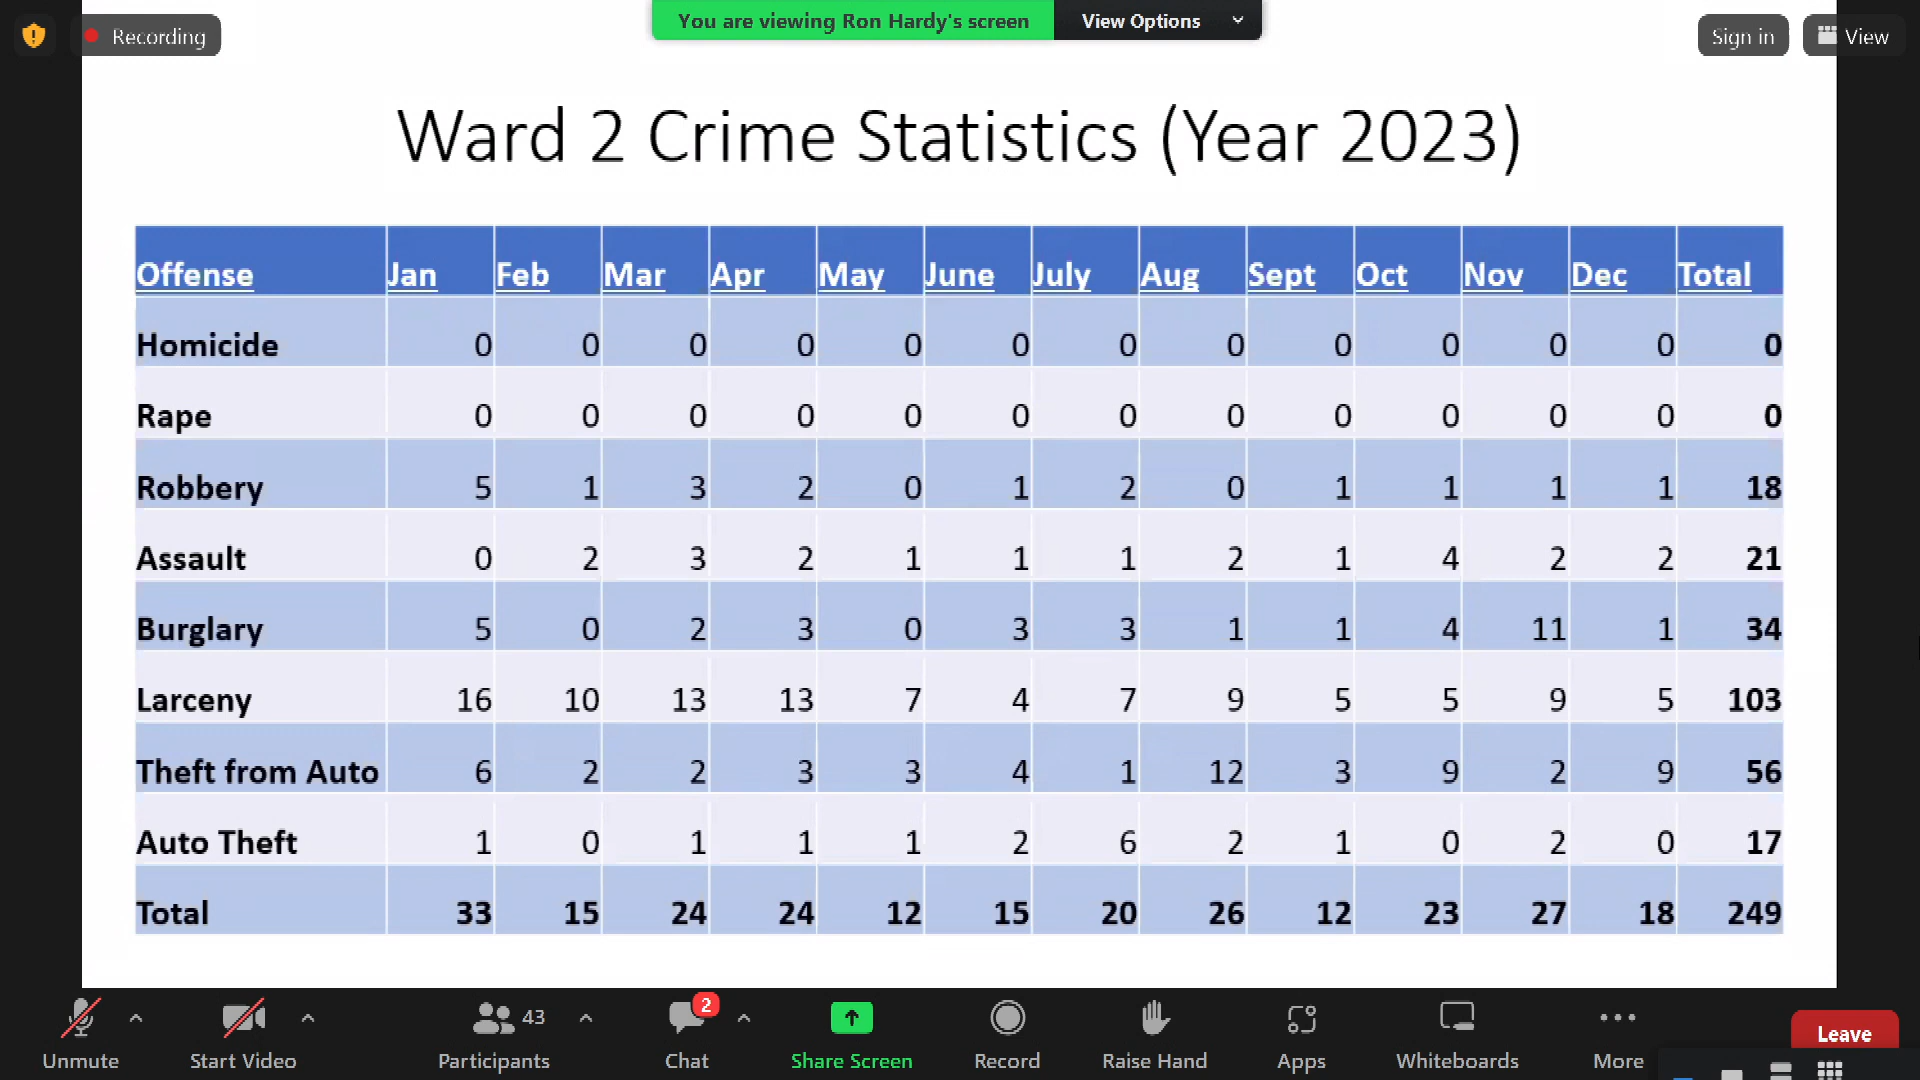 Recording
You are viewing Ron Hardy's screen View Options
Sign in View
Ward 2 Crime Statistics (Year 2023)
Offense Jan Feb Mar Apr May June July Aug Sept Oct Nov Dec Total
Homicide 0 0 0 0 0 0 0 0 0 0 0 0 0
Rape 0 0 0 0 0 0 0 0 0 0 0 0 0
Robbery 5 1 3 2 0 1 2 0 1 1 1 1 18
Assault 0 2 3 2 1 1 1 2 1 4 2 2 21
Burglary 5 0 2 3 0 3 3 1 1 4 11 1 34
Larceny 16 10 13 13 7 4 7 9 5 5 9 5 103
Theft from Auto 6 2 2 3 3 4 1 12 3 9 2 9 56
Auto Theft 1 0 1 1 1 2 6 2 1 0 2 0 17
Total 33 15 24 24 12 15 20 26 12 23 27 18 249
43 2
Unmute Start Video Participants Chat Share Screen Record Raise Hand Apps Whiteboards More Leave